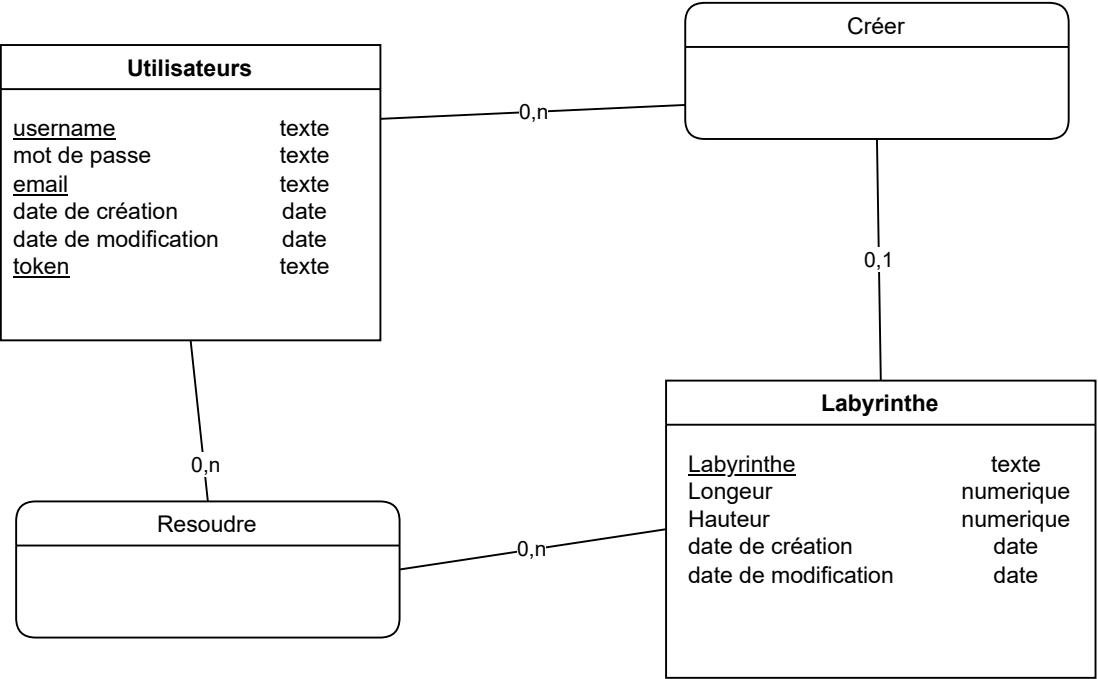 Créer
Utilisateurs
0,n
username texte
mot de passe texte
email texte
date de création date
date de modification date
token texte
0,1
Labyrinthe
0,n
Labyrinthe texte
Longeur numerique
Hauteur numerique
date de création date
date de modification date
Resoudre
0,n